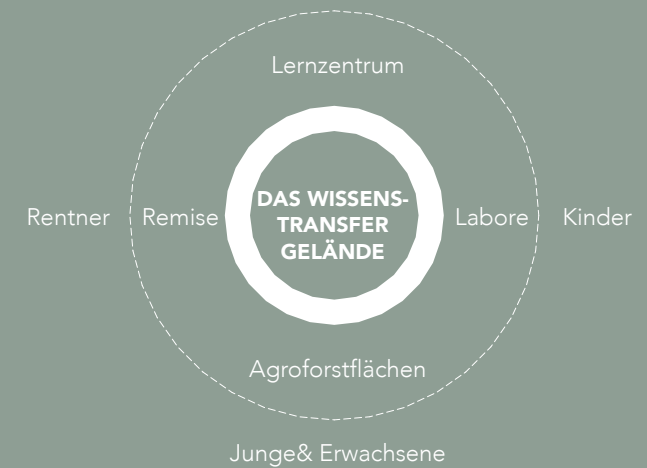 Lernzentrum
DAS WISSENS-
TRANSFER
GELÄNDE
Rentner
Remise
Labore
Kinder
Agroforstflächen
Junge& Erwachsene